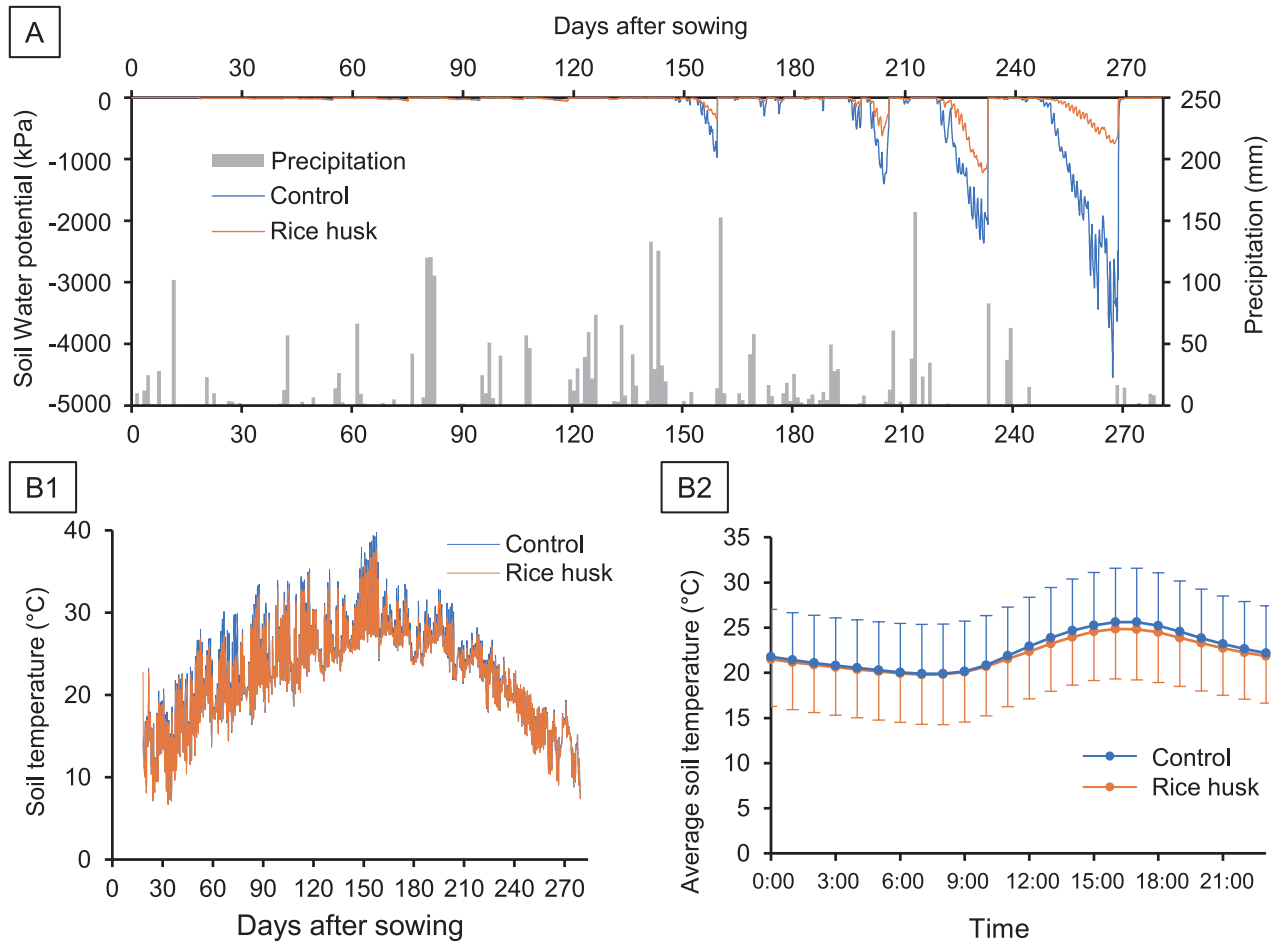 A
Days after sowing
0 30 60 90 120 150 180 210 240 270
0
-1000
-2000
-3000
-4000
-5000
Soil Water potential (kPa)
Precipitation
Control
Rice husk
250
200
150
100
50
0
Precipitation (mm)
0 30 60 90 120 150 180 210 240 270
B1
40
30
20
10
0
Soil temperature (°C)
Control
Rice husk
0 30 60 90 120 150 180 210 240 270
Days after sowing
B2
35
30
25
20
15
10
5
0
Average soil temperature (°C)
Control
Rice husk
0:00 3:00 6:00 9:00 12:00 15:00 18:00 21:00
Time